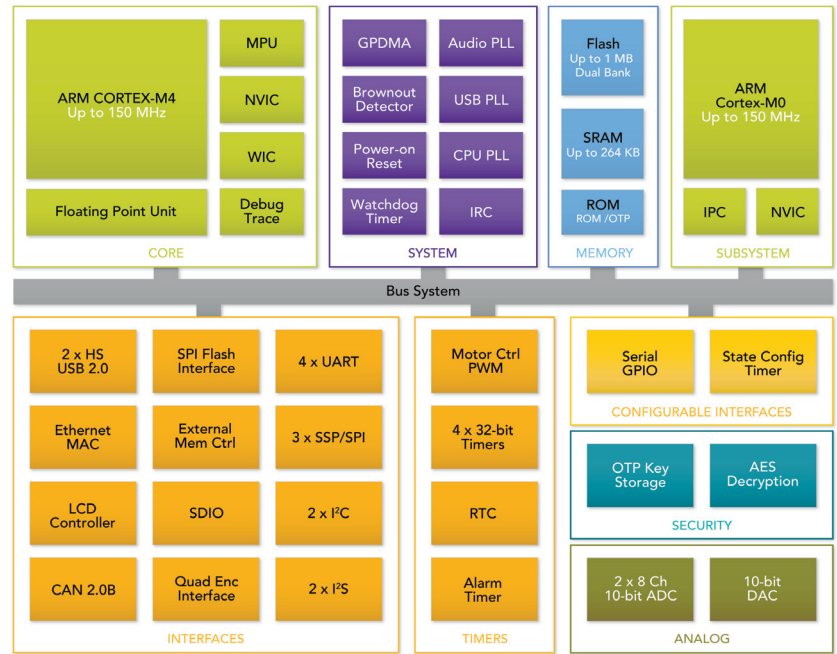 ARM CORTEX-M4
Up to 150 MHz
MPU
NVIC
WIC
Floating Point Unit
Debug
Trace
CORE
GPDMA
Audio PLL
Brownout
Detector
USB PLL
Power-on
Reset
CPU PLL
Watchdog
Timer
IRC
SYSTEM
Flash
Up to 1 MB
Dual Bank
SRAM
Up to 264 KB
ROM
ROM /OTP
MEMORY
ARM
Cortex-M0
Up to 150 MHz
IPC
NVIC
SUBSYSTEM
Bus System
2 x HS
USB 2.0
SPI Flash
Interface
4 x UART
Ethernet
MAC
External
Mem Ctrl
3 x SSP/SPI
LCD
Controller
SDIO
2 x I²C
CAN 2.0B
Quad Enc
Interface
2 x I²S
INTERFACES
Motor Ctrl
PWM
4 x 32-bit
Timers
RTC
Alarm
Timer
TIMERS
Serial
GPIO
State Config
Timer
CONFIGURABLE INTERFACES
OTP Key
Storage
AES
Decryption
SECURITY
2 x 8 Ch
10-bit ADC
10-bit
DAC
ANALOG